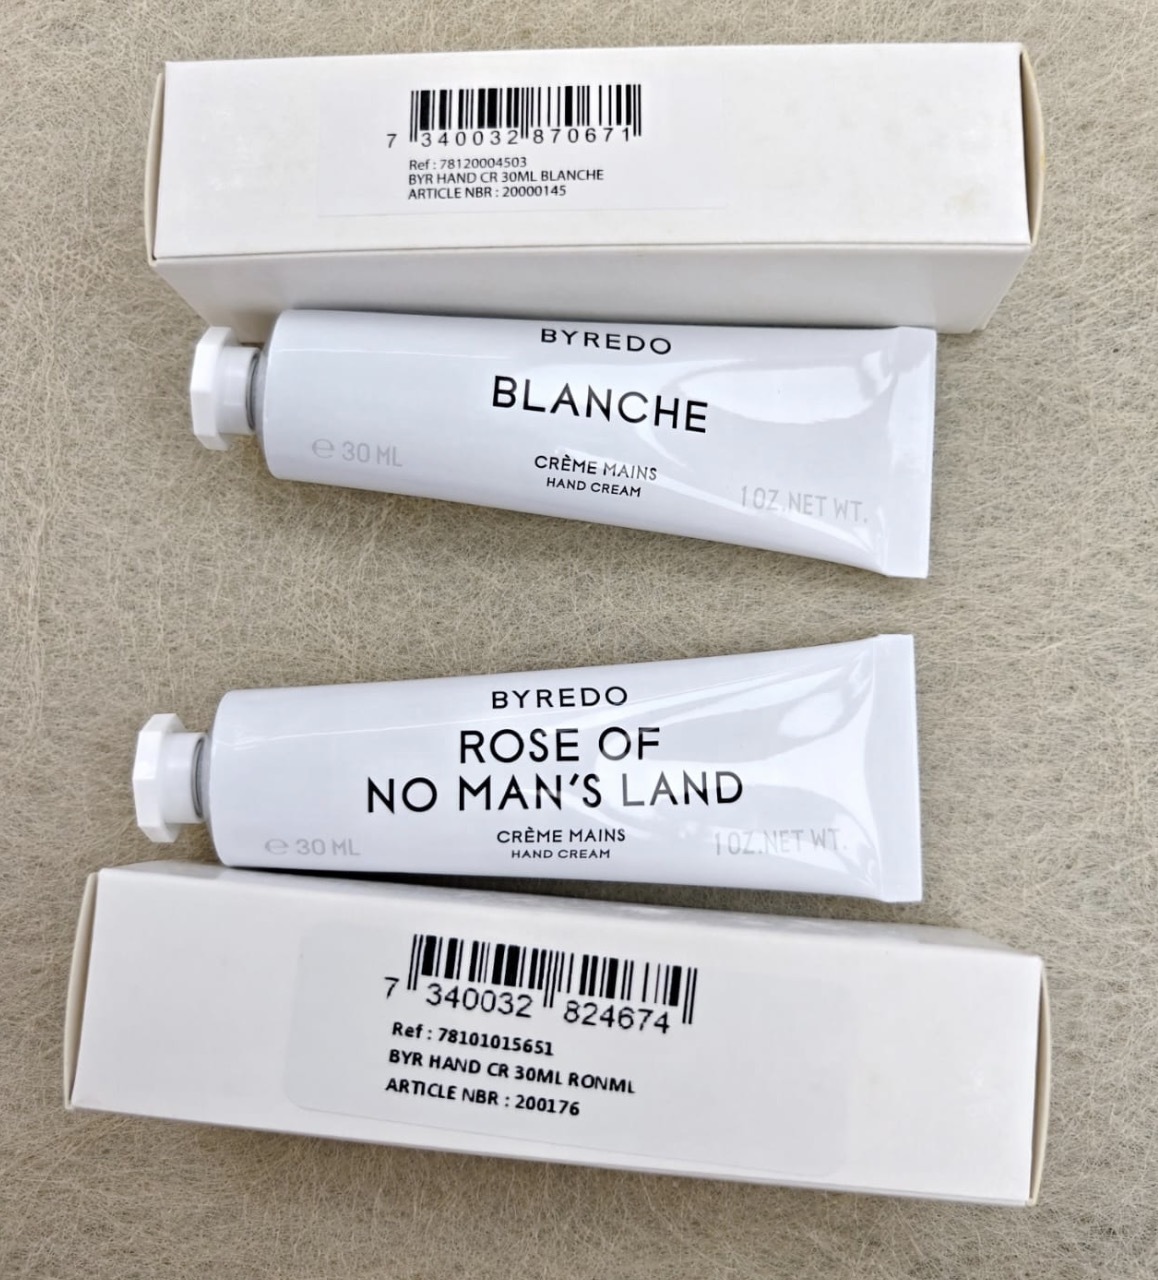 7 340032 870671
Ref : 78120004503
BYR HAND CR 30ML BLANCHE
ARTICLE NBR : 20000145
BYREDO
BLANCHE
℮ 30 ML
CRÈME MAINS
HAND CREAM
1 OZ.NET WT.
BYREDO
ROSE OF
NO MAN'S LAND
CRÈME MAINS
HAND CREAM
℮ 30 ML
1 OZ.NET WT.
7 340032 824674
Ref : 78101015651
BYR HAND CR 30ML RONML
ARTICLE NBR : 200176